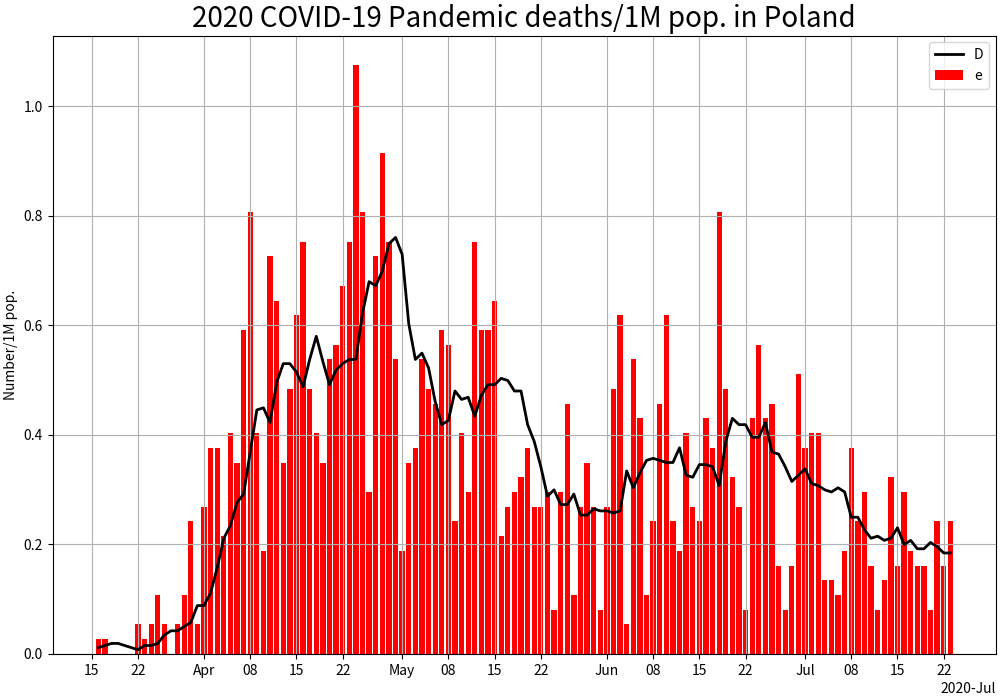 2020 COVID-19 Pandemic deaths/1M pop. in Poland
D
e
Number/1M pop.
1.0
0.8
0.6
0.4
0.2
0.0
15 22 Apr 08 15 22 May 08 15 22 Jun 08 15 22 Jul 08 15 22
2020-Jul